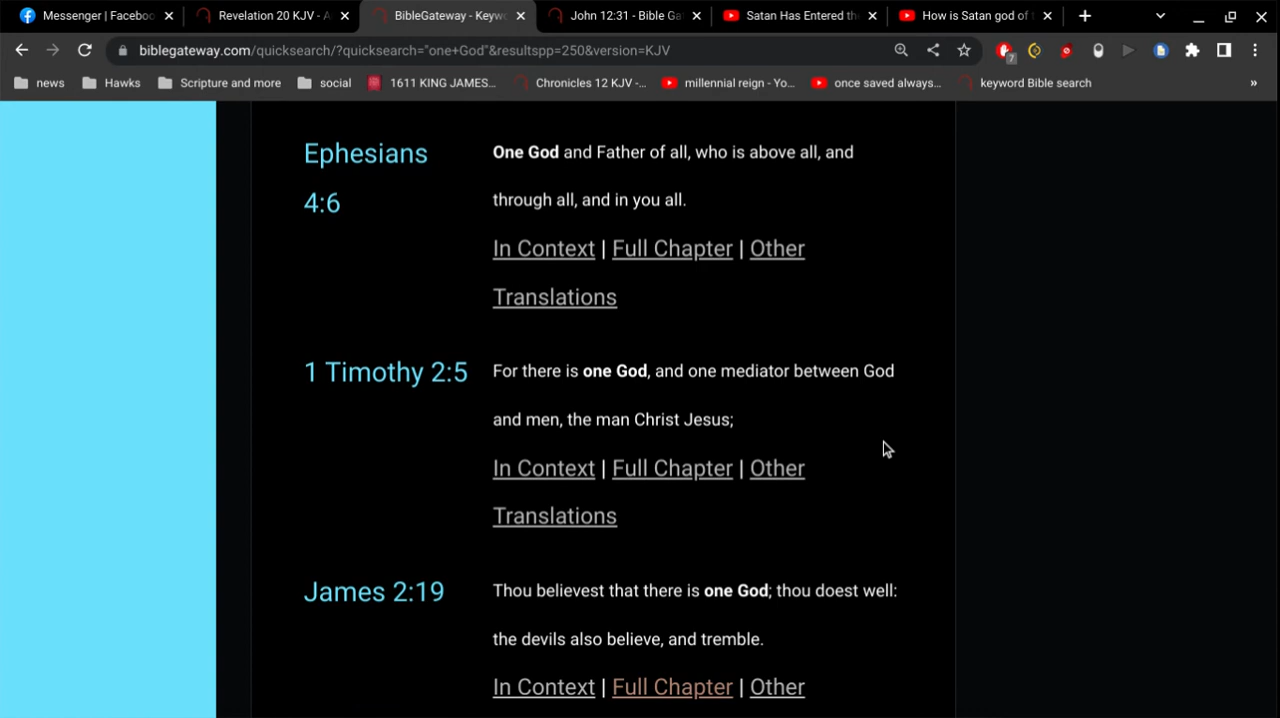 Messenger | Faceboo
Revelation 20 KJV - A
BibleGateway - Keyw
John 12:31 - Bible Ga
Satan Has Entered the
How is Satan god of t
biblegateway.com/quicksearch/?quicksearch="one+God"&resultspp=250&version=KJV
7
news
Hawks
Scripture and more
social
1611 KING JAMES...
Chronicles 12 KJV -...
millennial reign - Yo...
once saved always...
keyword Bible search
»
Ephesians
4:6
One God and Father of all, who is above all, and
through all, and in you all.
In Context | Full Chapter | Other
Translations
1 Timothy 2:5
For there is one God, and one mediator between God
and men, the man Christ Jesus;
In Context | Full Chapter | Other
Translations
James 2:19
Thou believest that there is one God; thou doest well:
the devils also believe, and tremble.
In Context | Full Chapter | Other